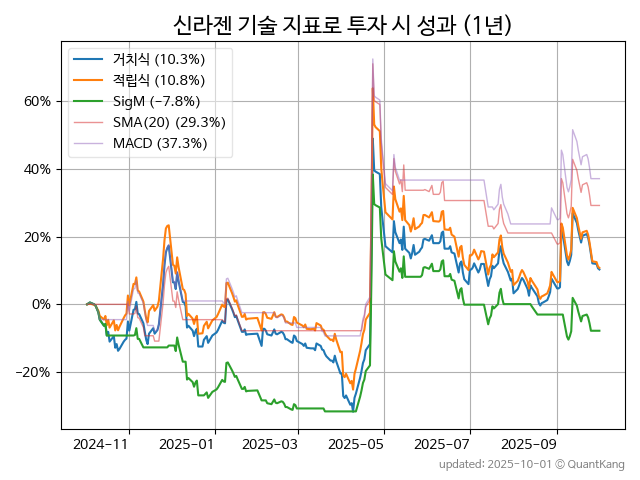 신라젠 기술 지표로 투자 시 성과 (1년)
거치식 (10.3%)
적립식 (10.8%)
SigM (−7.8%)
SMA(20) (29.3%)
MACD (37.3%)
60%
40%
20%
0%
−20%
2024-11
2025-01
2025-03
2025-05
2025-07
2025-09
updated: 2025-10-01 © QuantKang